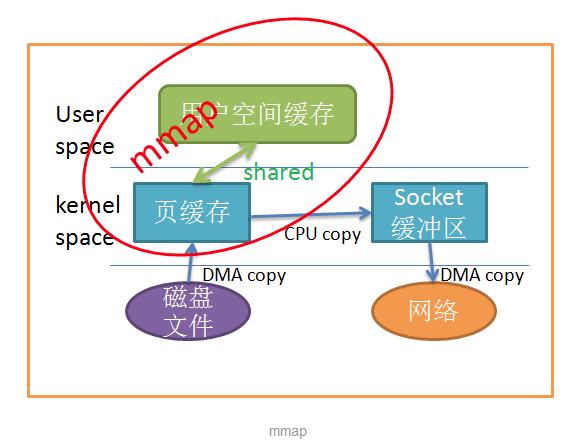 User
space
用户空间缓存
mmap
shared
kernel
space
页缓存
CPU copy
Socket
缓冲区
DMA copy
DMA copy
磁盘
文件
网络
mmap